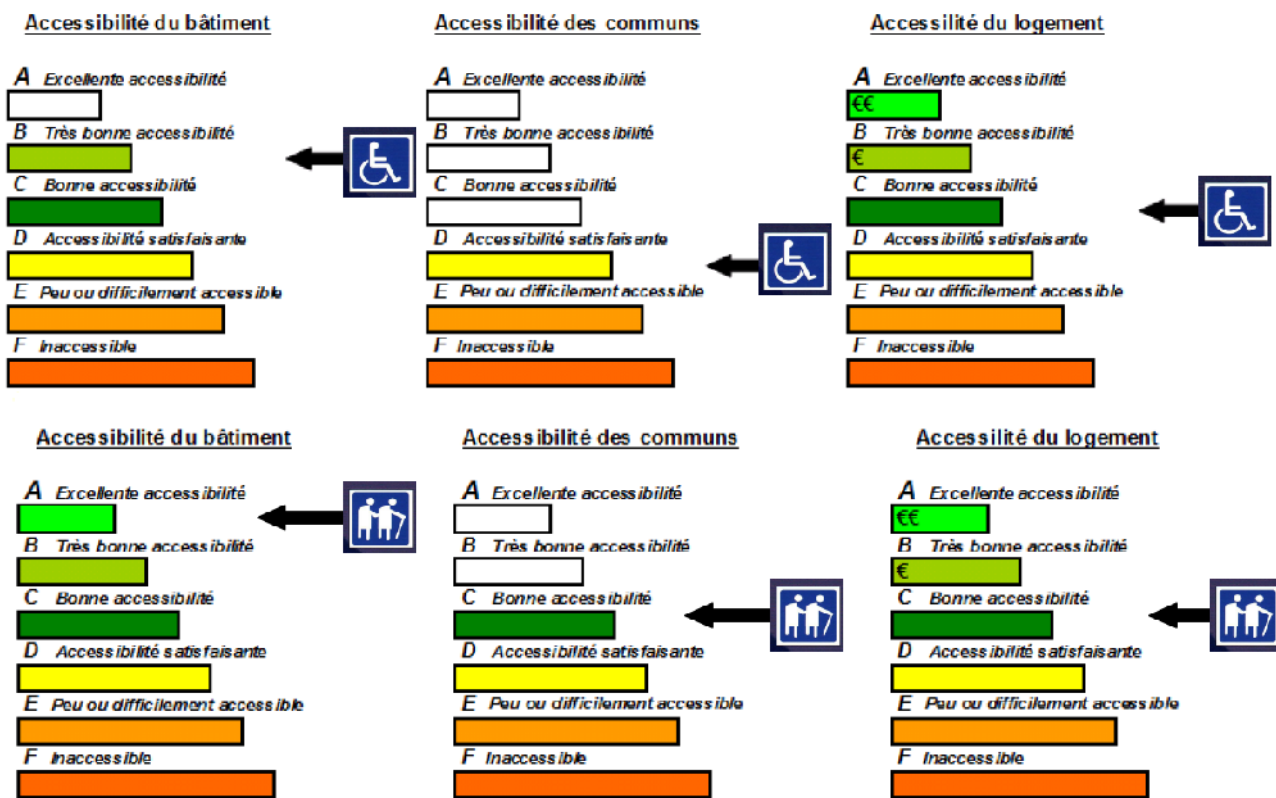 Accessibilité du bâtiment
A Excellente accessibilité
B Très bonne accessibilité
C Bonne accessibilité
D Accessibilité satisfaisante
E Peu ou difficilement accessible
F Inaccessible
Accessibilité des communs
A Excellente accessibilité
B Très bonne accessibilité
C Bonne accessibilité
D Accessibilité satisfaisante
E Peu ou difficilement accessible
F Inaccessible
Accessilité du logement
A Excellente accessibilité
€€
B Très bonne accessibilité
€
C Bonne accessibilité
D Accessibilité satisfaisante
E Peu ou difficilement accessible
F Inaccessible
Accessibilité du bâtiment
A Excellente accessibilité
B Très bonne accessibilité
C Bonne accessibilité
D Accessibilité satisfaisante
E Peu ou difficilement accessible
F Inaccessible
Accessibilité des communs
A Excellente accessibilité
B Très bonne accessibilité
C Bonne accessibilité
D Accessibilité satisfaisante
E Peu ou difficilement accessible
F Inaccessible
Accessilité du logement
A Excellente accessibilité
€€
B Très bonne accessibilité
€
C Bonne accessibilité
D Accessibilité satisfaisante
E Peu ou difficilement accessible
F Inaccessible